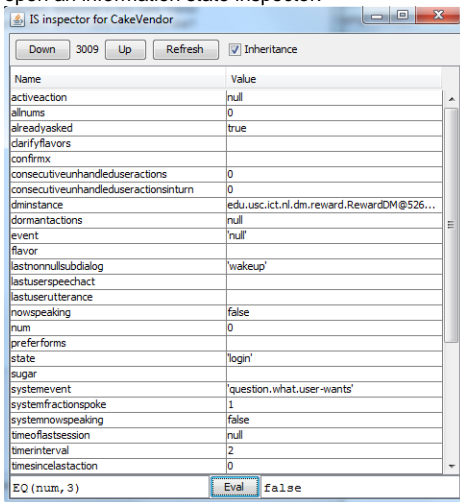 open an information state inspector.
IS inspector for CakeVendor
Down 3009 Up Refresh Inheritance
Name Value
activeaction null
allnums 0
alreadyasked true
clarifyflavors
confirmx
consecutiveunhandleduseractions 0
consecutiveunhandleduseractionsinturn 0
dminstance edu.usc.ict.nl.dm.reward.RewardDM@526...
dormantactions null
event 'null'
flavor
lastnonnullsubdialog 'wakeup'
lastuserspeechact
lastuserutterance
nowspeaking false
num 0
preferforms
state 'login'
sugar
systemevent 'question.what.user-wants'
systemfractionspoke 1
systemnowspeaking false
timeoflastsession null
timerinterval 2
timesincelastaction 0
EQ(num,3) Eval false